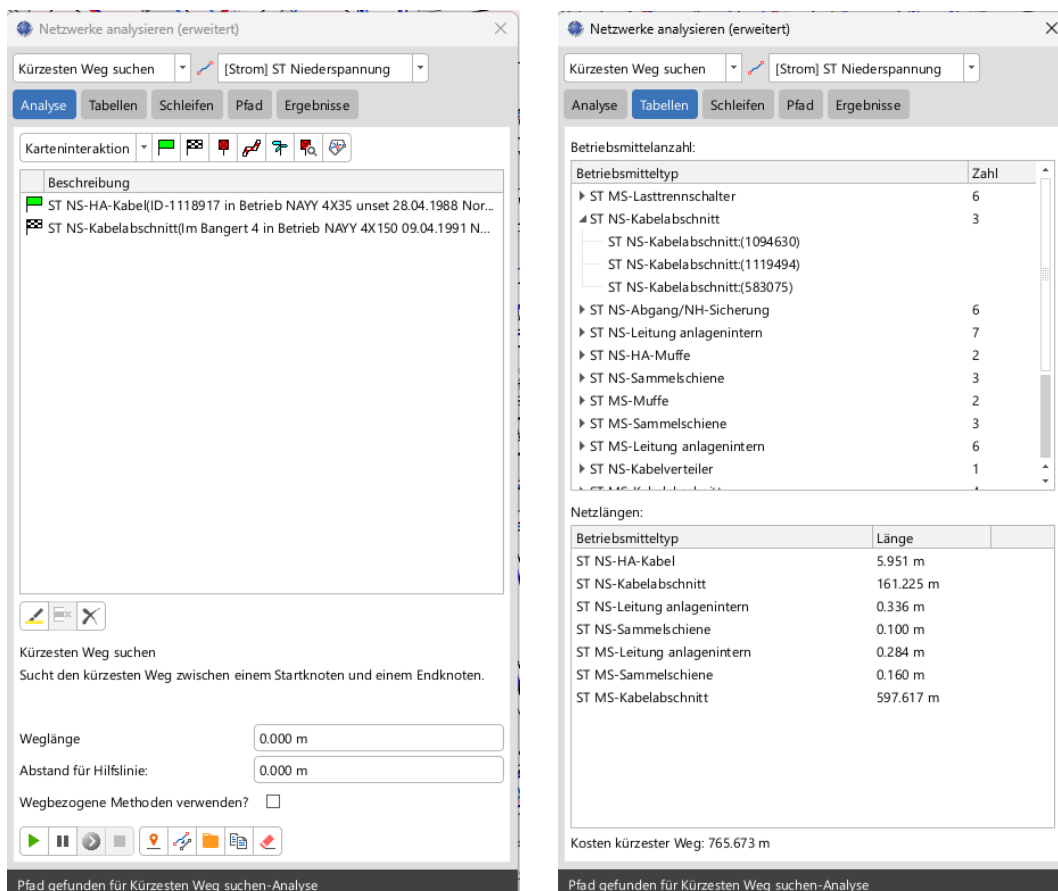 Netzwerke analysieren (erweitert)
Kürzesten Weg suchen [Strom] ST Niederspannung
Analyse Tabellen Schleifen Pfad Ergebnisse
Karteninteraktion
Beschreibung
ST NS-HA-Kabel(ID-1118917 in Betrieb NAYY 4X35 unset 28.04.1988 Nor...
ST NS-Kabelabschnitt(Im Bangert 4 in Betrieb NAYY 4X150 09.04.1991 N...
Kürzesten Weg suchen
Sucht den kürzesten Weg zwischen einem Startknoten und einem Endknoten.
Weglänge 0.000 m
Abstand für Hilfslinie: 0.000 m
Wegbezogene Methoden verwenden?
Pfad gefunden für Kürzesten Weg suchen-Analyse
Netzwerke analysieren (erweitert)
Kürzesten Weg suchen [Strom] ST Niederspannung
Analyse Tabellen Schleifen Pfad Ergebnisse
Betriebsmittelanzahl:
Betriebsmitteltyp Zahl
ST MS-Lasttrennschalter 6
ST NS-Kabelabschnitt 3
ST NS-Kabelabschnitt:(1094630)
ST NS-Kabelabschnitt:(1119494)
ST NS-Kabelabschnitt:(583075)
ST NS-Abgang/NH-Sicherung 6
ST NS-Leitung anlagenintern 7
ST NS-HA-Muffe 2
ST NS-Sammelschiene 3
ST MS-Muffe 2
ST MS-Sammelschiene 3
ST MS-Leitung anlagenintern 6
ST NS-Kabelverteiler 1
Netzlängen:
Betriebsmitteltyp Länge
ST NS-HA-Kabel 5.951 m
ST NS-Kabelabschnitt 161.225 m
ST NS-Leitung anlagenintern 0.336 m
ST NS-Sammelschiene 0.100 m
ST MS-Leitung anlagenintern 0.284 m
ST MS-Sammelschiene 0.160 m
ST MS-Kabelabschnitt 597.617 m
Kosten kürzester Weg: 765.673 m
Pfad gefunden für Kürzesten Weg suchen-Analyse